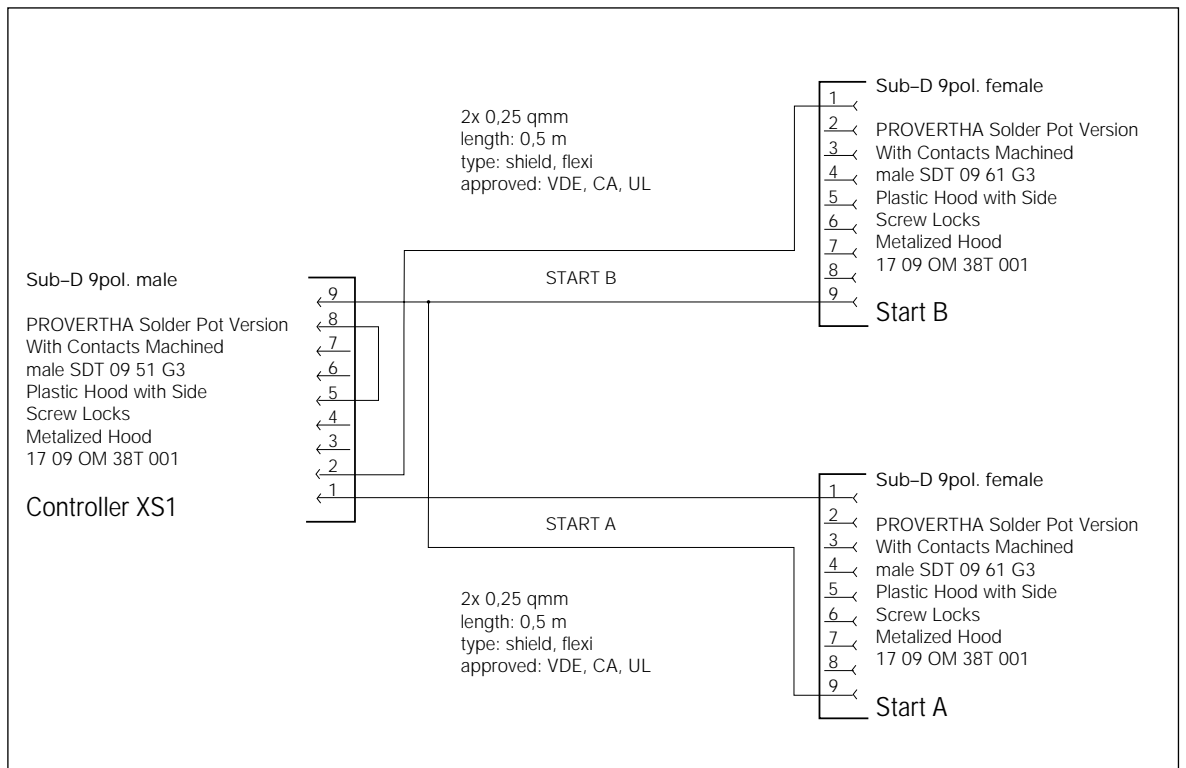 2x 0,25 qmm
length: 0,5 m
type: shield, flexi
approved: VDE, CA, UL
Sub–D 9pol. female
1
2
3
4
5
6
7
8
9
PROVERTHA Solder Pot Version
With Contacts Machined
male SDT 09 61 G3
Plastic Hood with Side
Screw Locks
Metalized Hood
17 09 OM 38T 001
Start B
START B
Sub–D 9pol. male
PROVERTHA Solder Pot Version
With Contacts Machined
male SDT 09 51 G3
Plastic Hood with Side
Screw Locks
Metalized Hood
17 09 OM 38T 001
Controller XS1
9
8
7
6
5
4
3
2
1
START A
2x 0,25 qmm
length: 0,5 m
type: shield, flexi
approved: VDE, CA, UL
Sub–D 9pol. female
1
2
3
4
5
6
7
8
9
PROVERTHA Solder Pot Version
With Contacts Machined
male SDT 09 61 G3
Plastic Hood with Side
Screw Locks
Metalized Hood
17 09 OM 38T 001
Start A